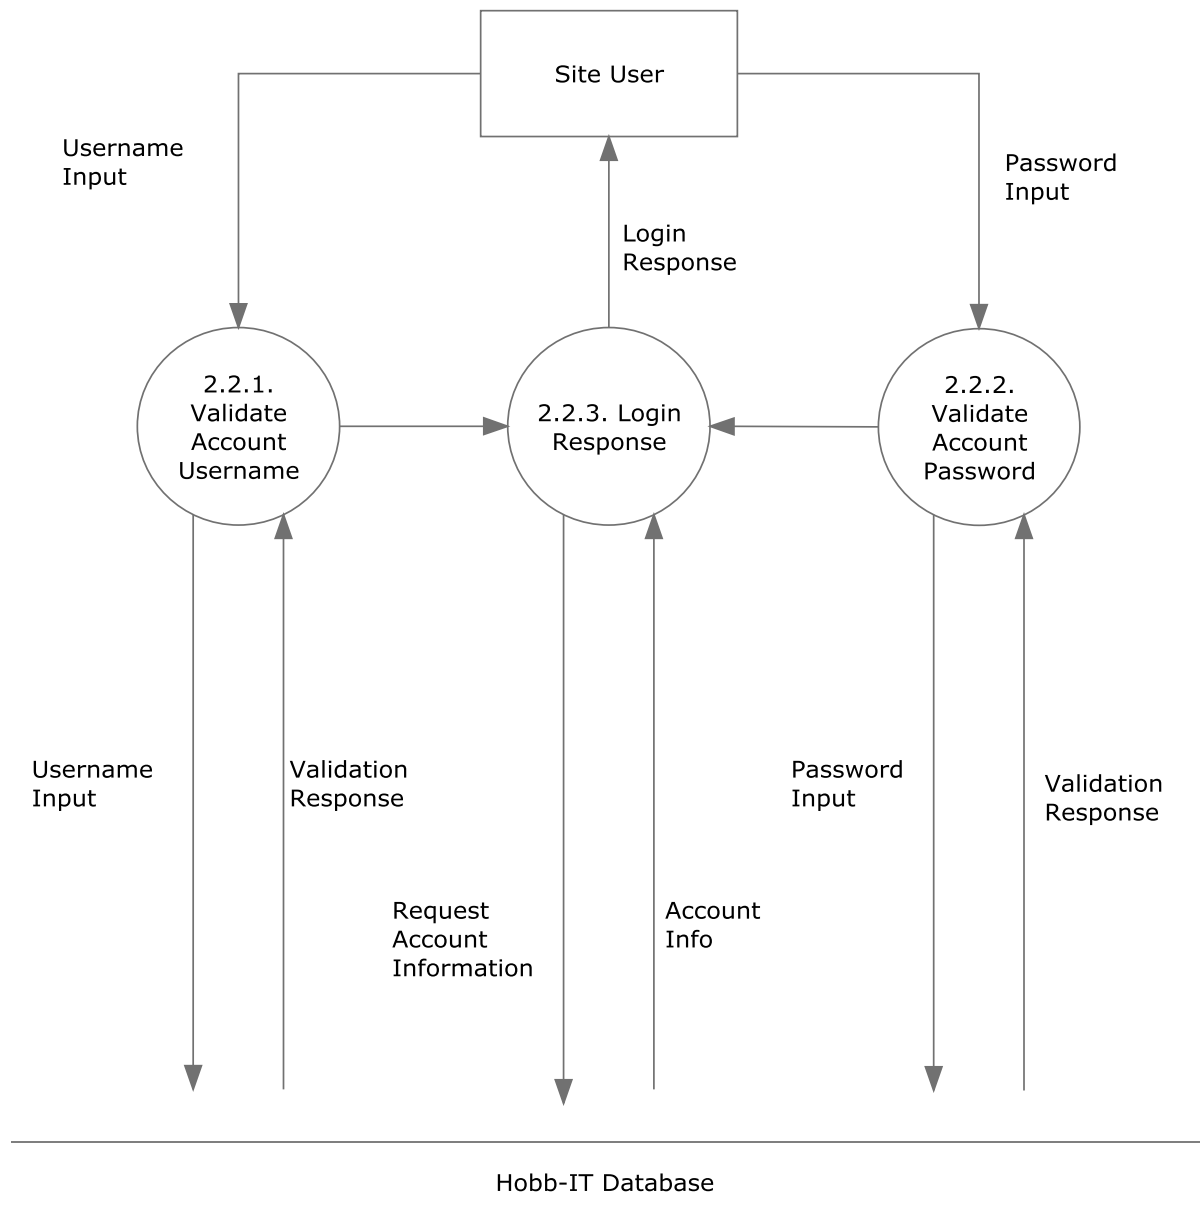 Site User
Username
Input
Password
Input
Login
Response
2.2.1.
Validate
Account
Username
2.2.3. Login
Response
2.2.2.
Validate
Account
Password
Username
Input
Validation
Response
Password
Input
Validation
Response
Request
Account
Information
Account
Info
Hobb-IT Database